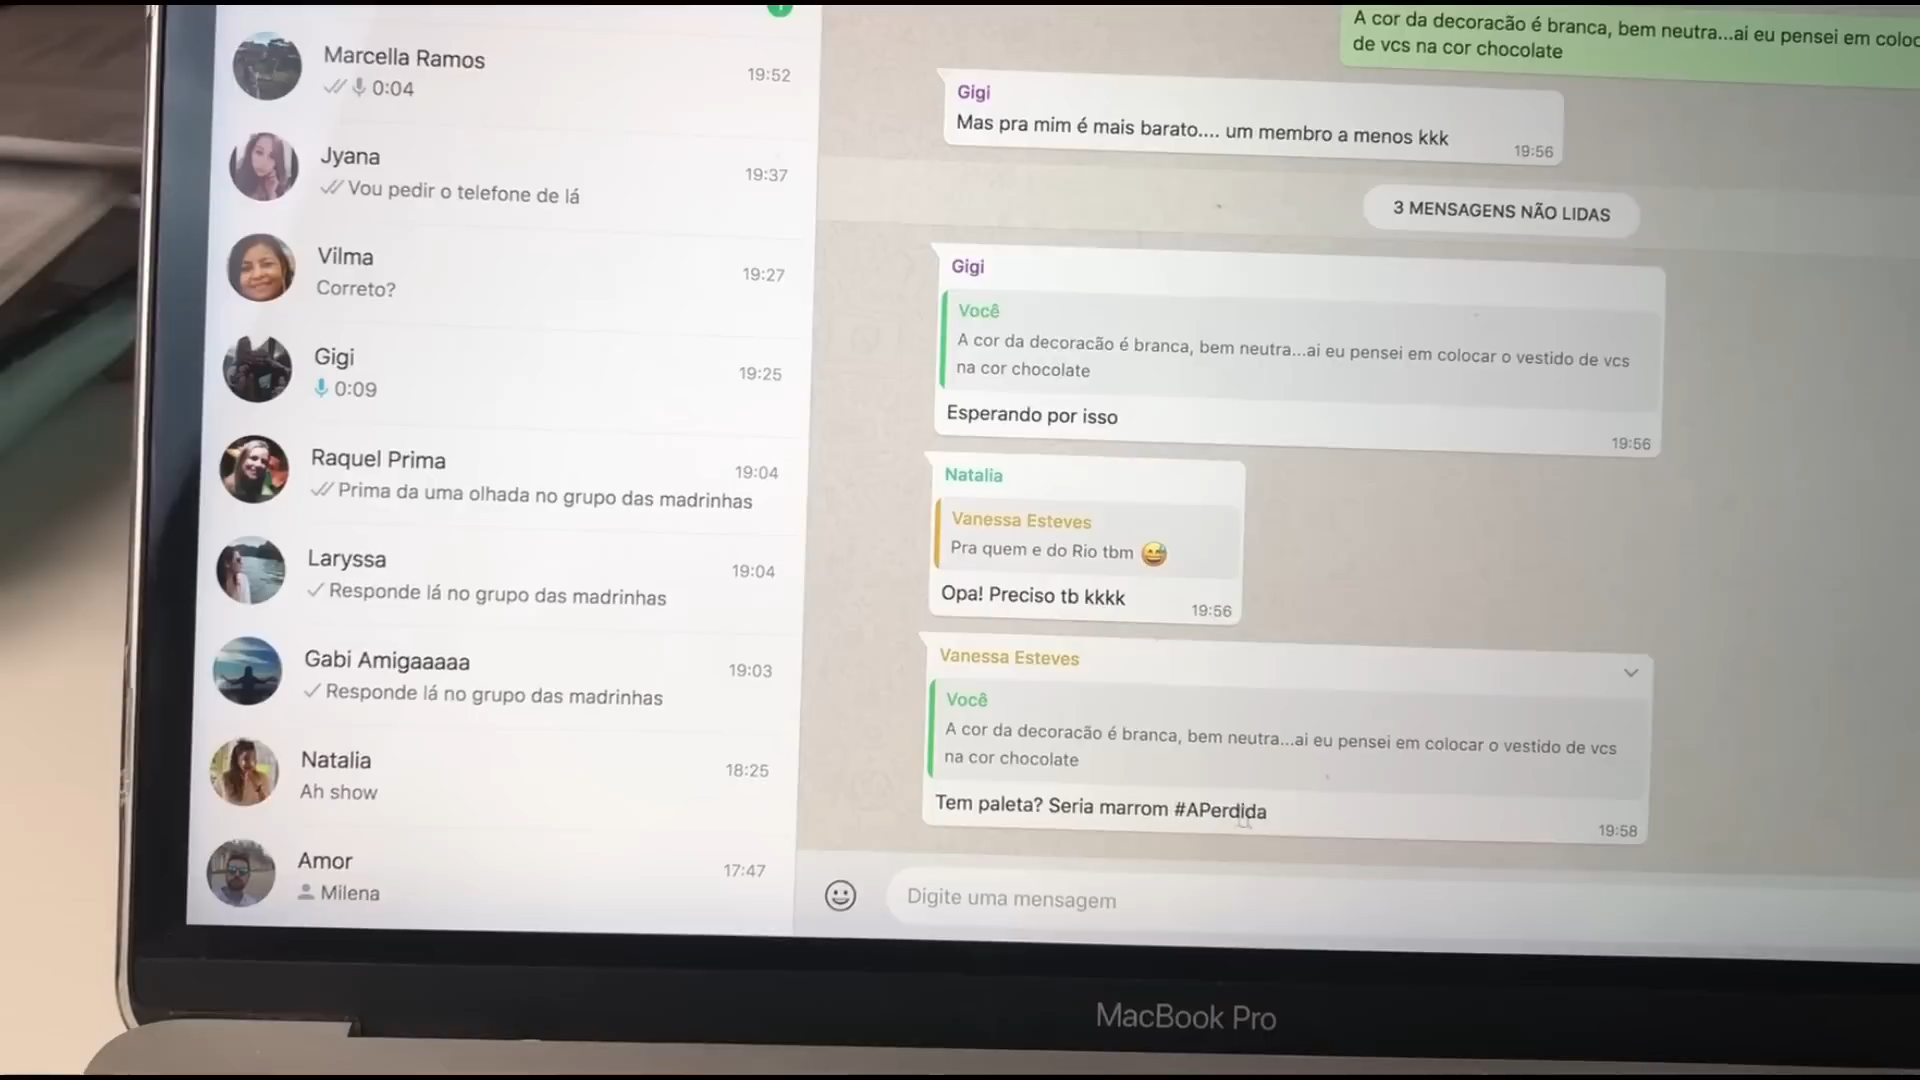 Marcella Ramos
19:52
0:04
Jyana
19:37
Vou pedir o telefone de lá
Vilma
19:27
Correto?
Gigi
19:25
0:09
Raquel Prima
19:04
Prima da uma olhada no grupo das madrinhas
Laryssa
19:04
Responde lá no grupo das madrinhas
Gabi Amigaaaaa
19:03
Responde lá no grupo das madrinhas
Natalia
18:25
Ah show
Amor
17:47
Milena
A cor da decoracão é branca, bem neutra...ai eu pensei em
de vcs na cor chocolate
Gigi
Mas pra mim é mais barato.... um membro a menos kkk
19:56
3 MENSAGENS NÃO LIDAS
Gigi
Você
A cor da decoracão é branca, bem neutra...ai eu pensei em colocar o vestido de vcs
na cor chocolate
Esperando por isso
19:56
Natalia
Vanessa Esteves
Pra quem e do Rio tbm 😅
Opa! Preciso tb kkkk
19:56
Vanessa Esteves
Você
A cor da decoracão é branca, bem neutra...ai eu pensei em colocar o vestido de vcs
na cor chocolate
Tem paleta? Seria marrom #APerdida
19:58
Digite uma mensagem
MacBook Pro